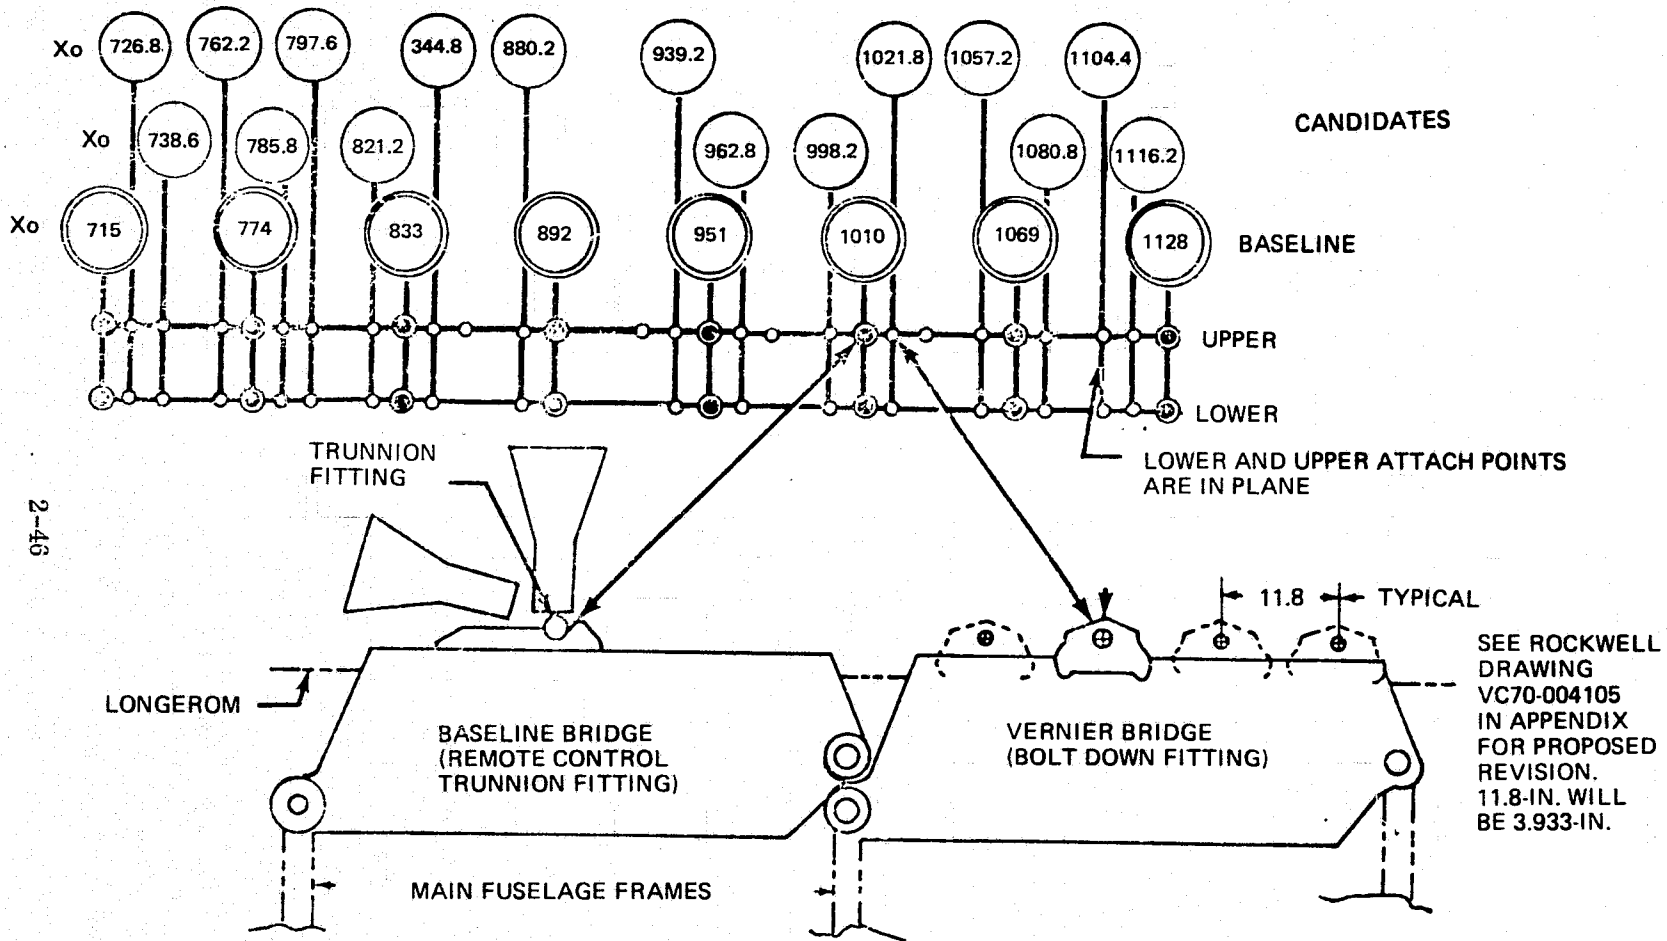 Xo 726.8 762.2 797.6 344.8 880.2 939.2 1021.8 1057.2 1104.4
CANDIDATES
Xo 738.6 785.8 821.2 962.8 998.2 1080.8 1116.2
Xo 715 774 833 892 951 1010 1069 1128 BASELINE
UPPER
LOWER
TRUNNION
FITTING
LOWER AND UPPER ATTACH POINTS
ARE IN PLANE
2-46
11.8 TYPICAL
SEE ROCKWELL
DRAWING
VC70-004105
IN APPENDIX
FOR PROPOSED
REVISION.
11.8-IN. WILL
BE 3.933-IN.
LONGEROM
BASELINE BRIDGE
(REMOTE CONTROL
TRUNNION FITTING)
VERNIER BRIDGE
(BOLT DOWN FITTING)
MAIN FUSELAGE FRAMES